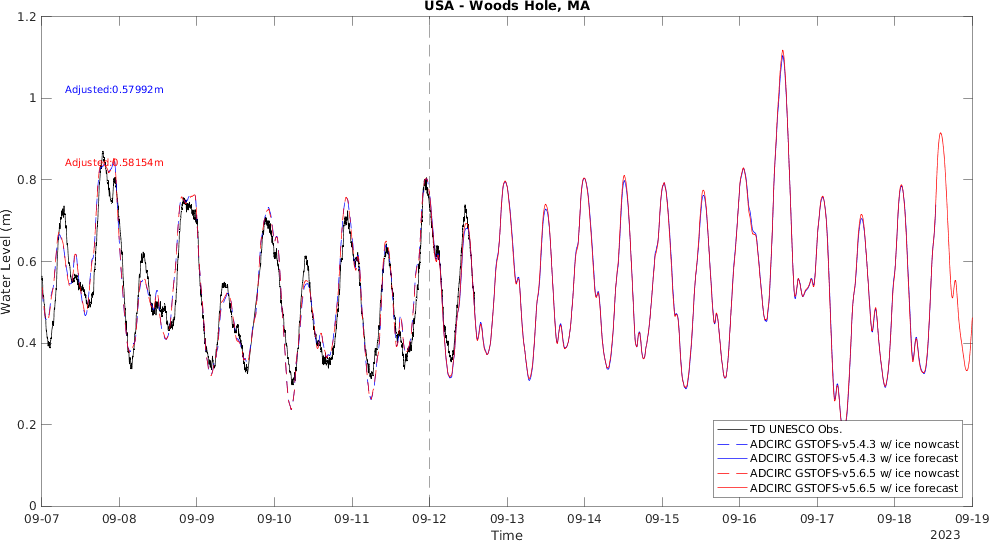 USA - Woods Hole, MA
1.2
1
0.8
0.6
0.4
0.2
0
Water Level (m)
Adjusted:0.57992m
Adjusted:0.58154m
TD UNESCO Obs.
ADCIRC GSTOFS-v5.4.3 w/ ice nowcast
ADCIRC GSTOFS-v5.4.3 w/ ice forecast
ADCIRC GSTOFS-v5.6.5 w/ ice nowcast
ADCIRC GSTOFS-v5.6.5 w/ ice forecast
09-07 09-08 09-09 09-10 09-11 09-12 09-13 09-14 09-15 09-16 09-17 09-18 09-19
Time
2023